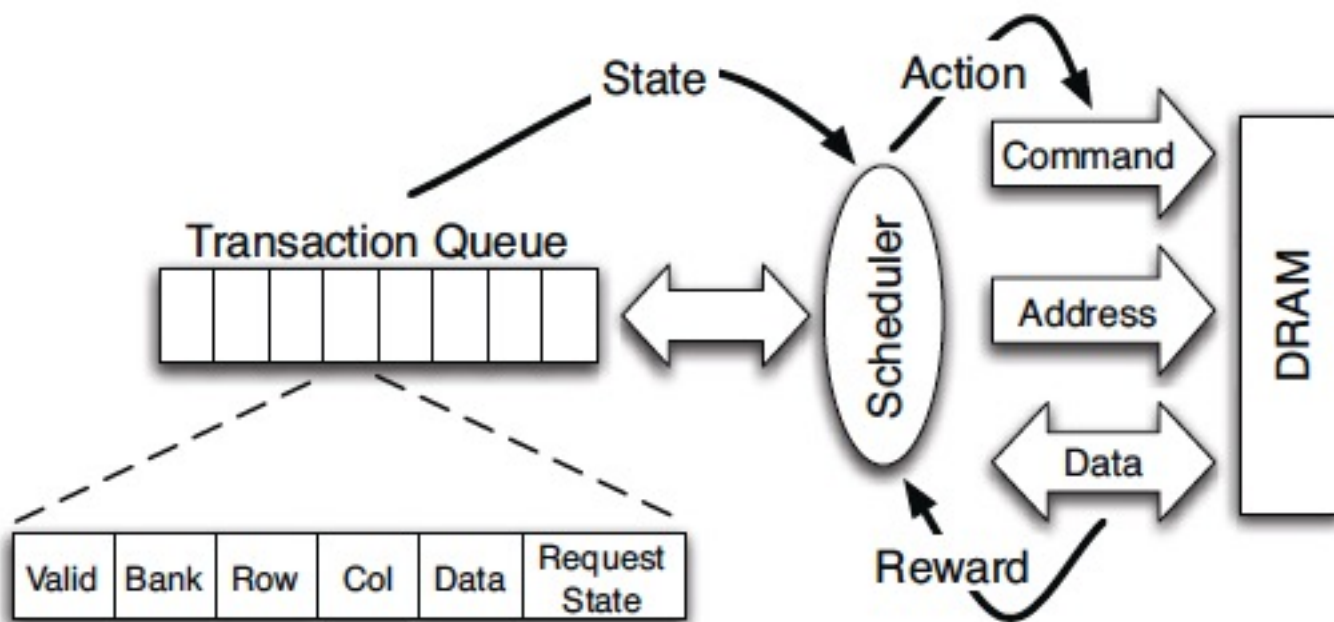 State
Action
Command
Transaction Queue
Scheduler
Address
DRAM
Data
Reward
Valid
Bank
Row
Col
Data
Request
State